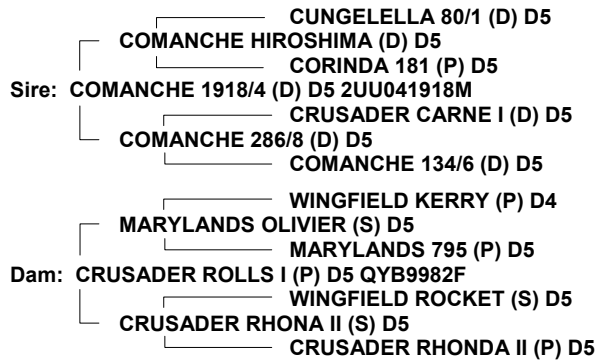 CUNGELELLA 80/1 (D) D5
COMANCHE HIROSHIMA (D) D5
CORINDA 181 (P) D5
Sire: COMANCHE 1918/4 (D) D5 2UU041918M
CRUSADER CARNE I (D) D5
COMANCHE 286/8 (D) D5
COMANCHE 134/6 (D) D5
WINGFIELD KERRY (P) D4
MARYLANDS OLIVIER (S) D5
MARYLANDS 795 (P) D5
Dam: CRUSADER ROLLS I (P) D5 QYB9982F
WINGFIELD ROCKET (S) D5
CRUSADER RHONA II (S) D5
CRUSADER RHONDA II (P) D5